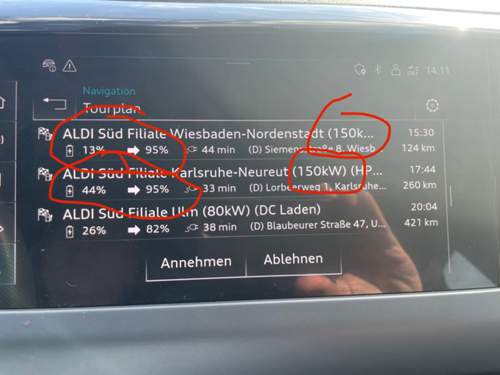 14.11
Navigation
Tourplan
ALDI Süd Filiale Wiesbaden-Nordenstadt (150k... 15:30
13% 95% 44 min (D) Siemensstraße 8, Wiesb 124 km
ALDI Süd Filiale Karlsruhe-Neureut (150kW) (HP... 17:44
44% 95% 33 min (D) Lorberweg 1, Karlsruhe... 260 km
ALDI Süd Filiale Ulm (80kW) (DC Laden) 20:04
26% 82% 38 min (D) Blaubeurer Straße 47, U... 421 km
Annehmen Ablehnen